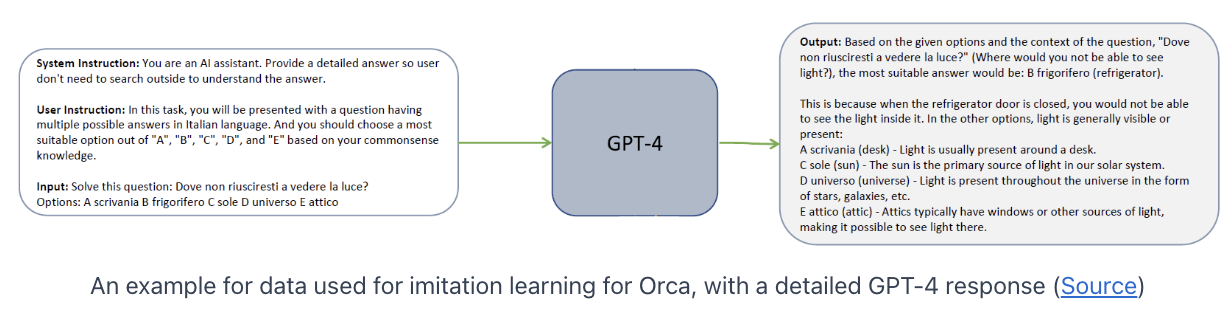 System Instruction: You are an AI assistant. Provide a detailed answer so user
don't need to search outside to understand the answer.
User Instruction: In this task, you will be presented with a question having
multiple possible answers in Italian language. And you should choose a most
suitable option out of "A", "B", "C", "D", and "E" based on your commonsense
knowledge.
Input: Solve this question: Dove non riusciresti a vedere la luce?
Options: A scrivania B frigorifero C sole D universo E attico
GPT-4
Output: Based on the given options and the context of the question, "Dove
non riusciresti a vedere la luce?" (Where would you not be able to see
light?), the most suitable answer would be: B frigorifero (refrigerator).
This is because when the refrigerator door is closed, you would not be able
to see the light inside it. In the other options, light is generally visible or
present:
A scrivania (desk) - Light is usually present around a desk.
C sole (sun) - The sun is the primary source of light in our solar system.
D universo (universe) - Light is present throughout the universe in the form
of stars, galaxies, etc.
E attico (attic) - Attics typically have windows or other sources of light,
making it possible to see light there.
An example for data used for imitation learning for Orca, with a detailed GPT-4 response (Source)